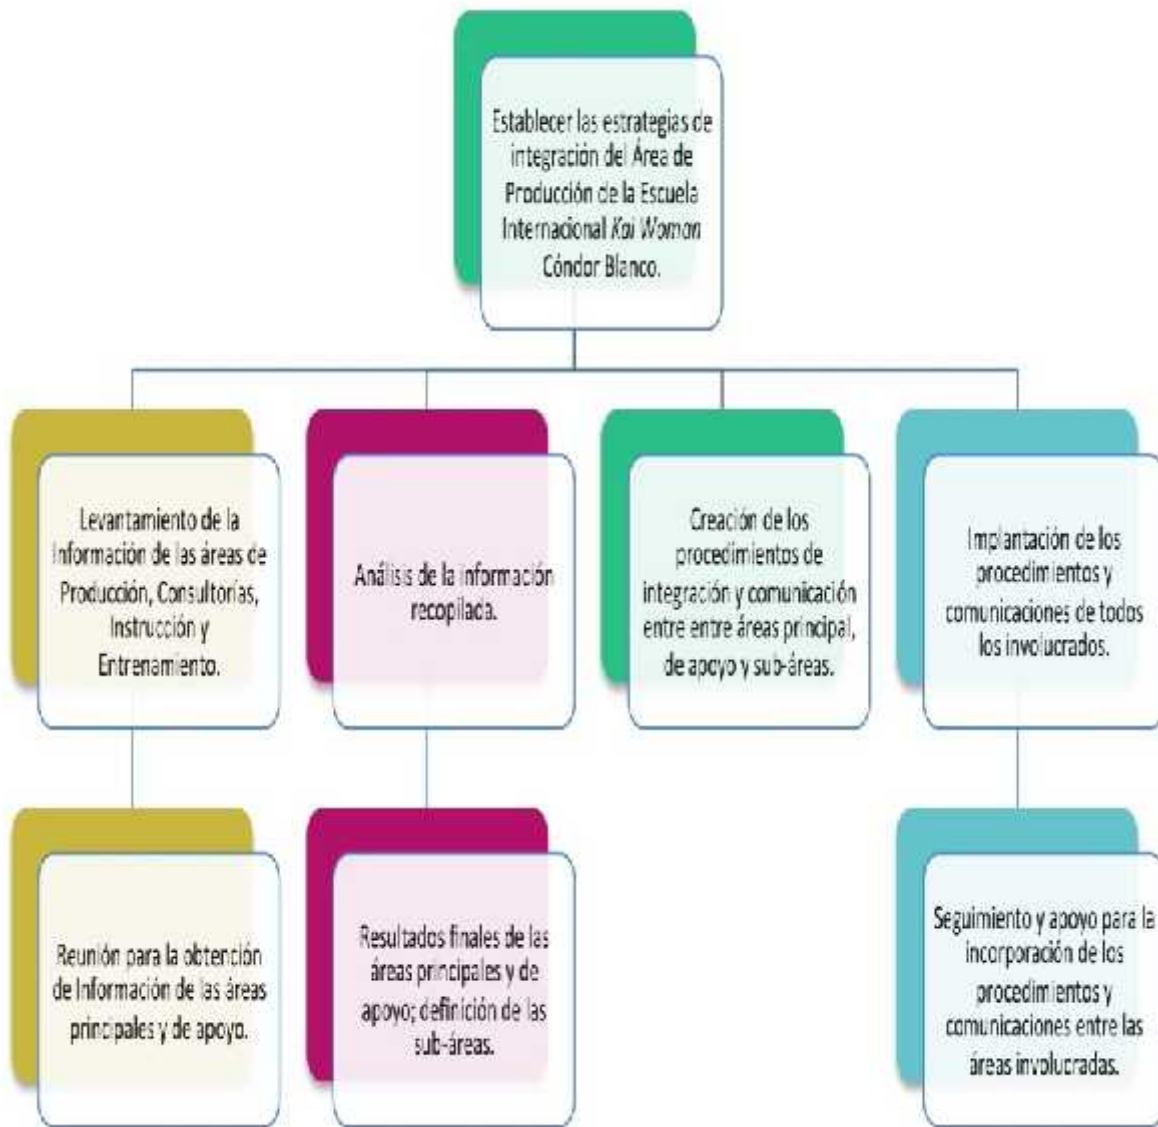 Establecer las estrategias de
integración del Área de
Producción de la Escuela
Internacional Kai Woman
Cóndor Blanco.
Levantamiento de la
Información de las áreas de
Producción, Consultorías,
Instrucción y
Entrenamiento.
Análisis de la información
recopilada.
Creación de los
procedimientos de
integración y comunicación
entre entre áreas principal,
de apoyo y sub-áreas.
Implantación de los
procedimientos y
comunicaciones de todos
los involucrados.
Reunión para la obtención
de Información de las áreas
principales y de apoyo.
Resultados finales de las
áreas principales y de
apoyo; definición de las
sub-áreas.
Seguimiento y apoyo para la
incorporación de los
procedimientos y
comunicaciones entre las
áreas involucradas.